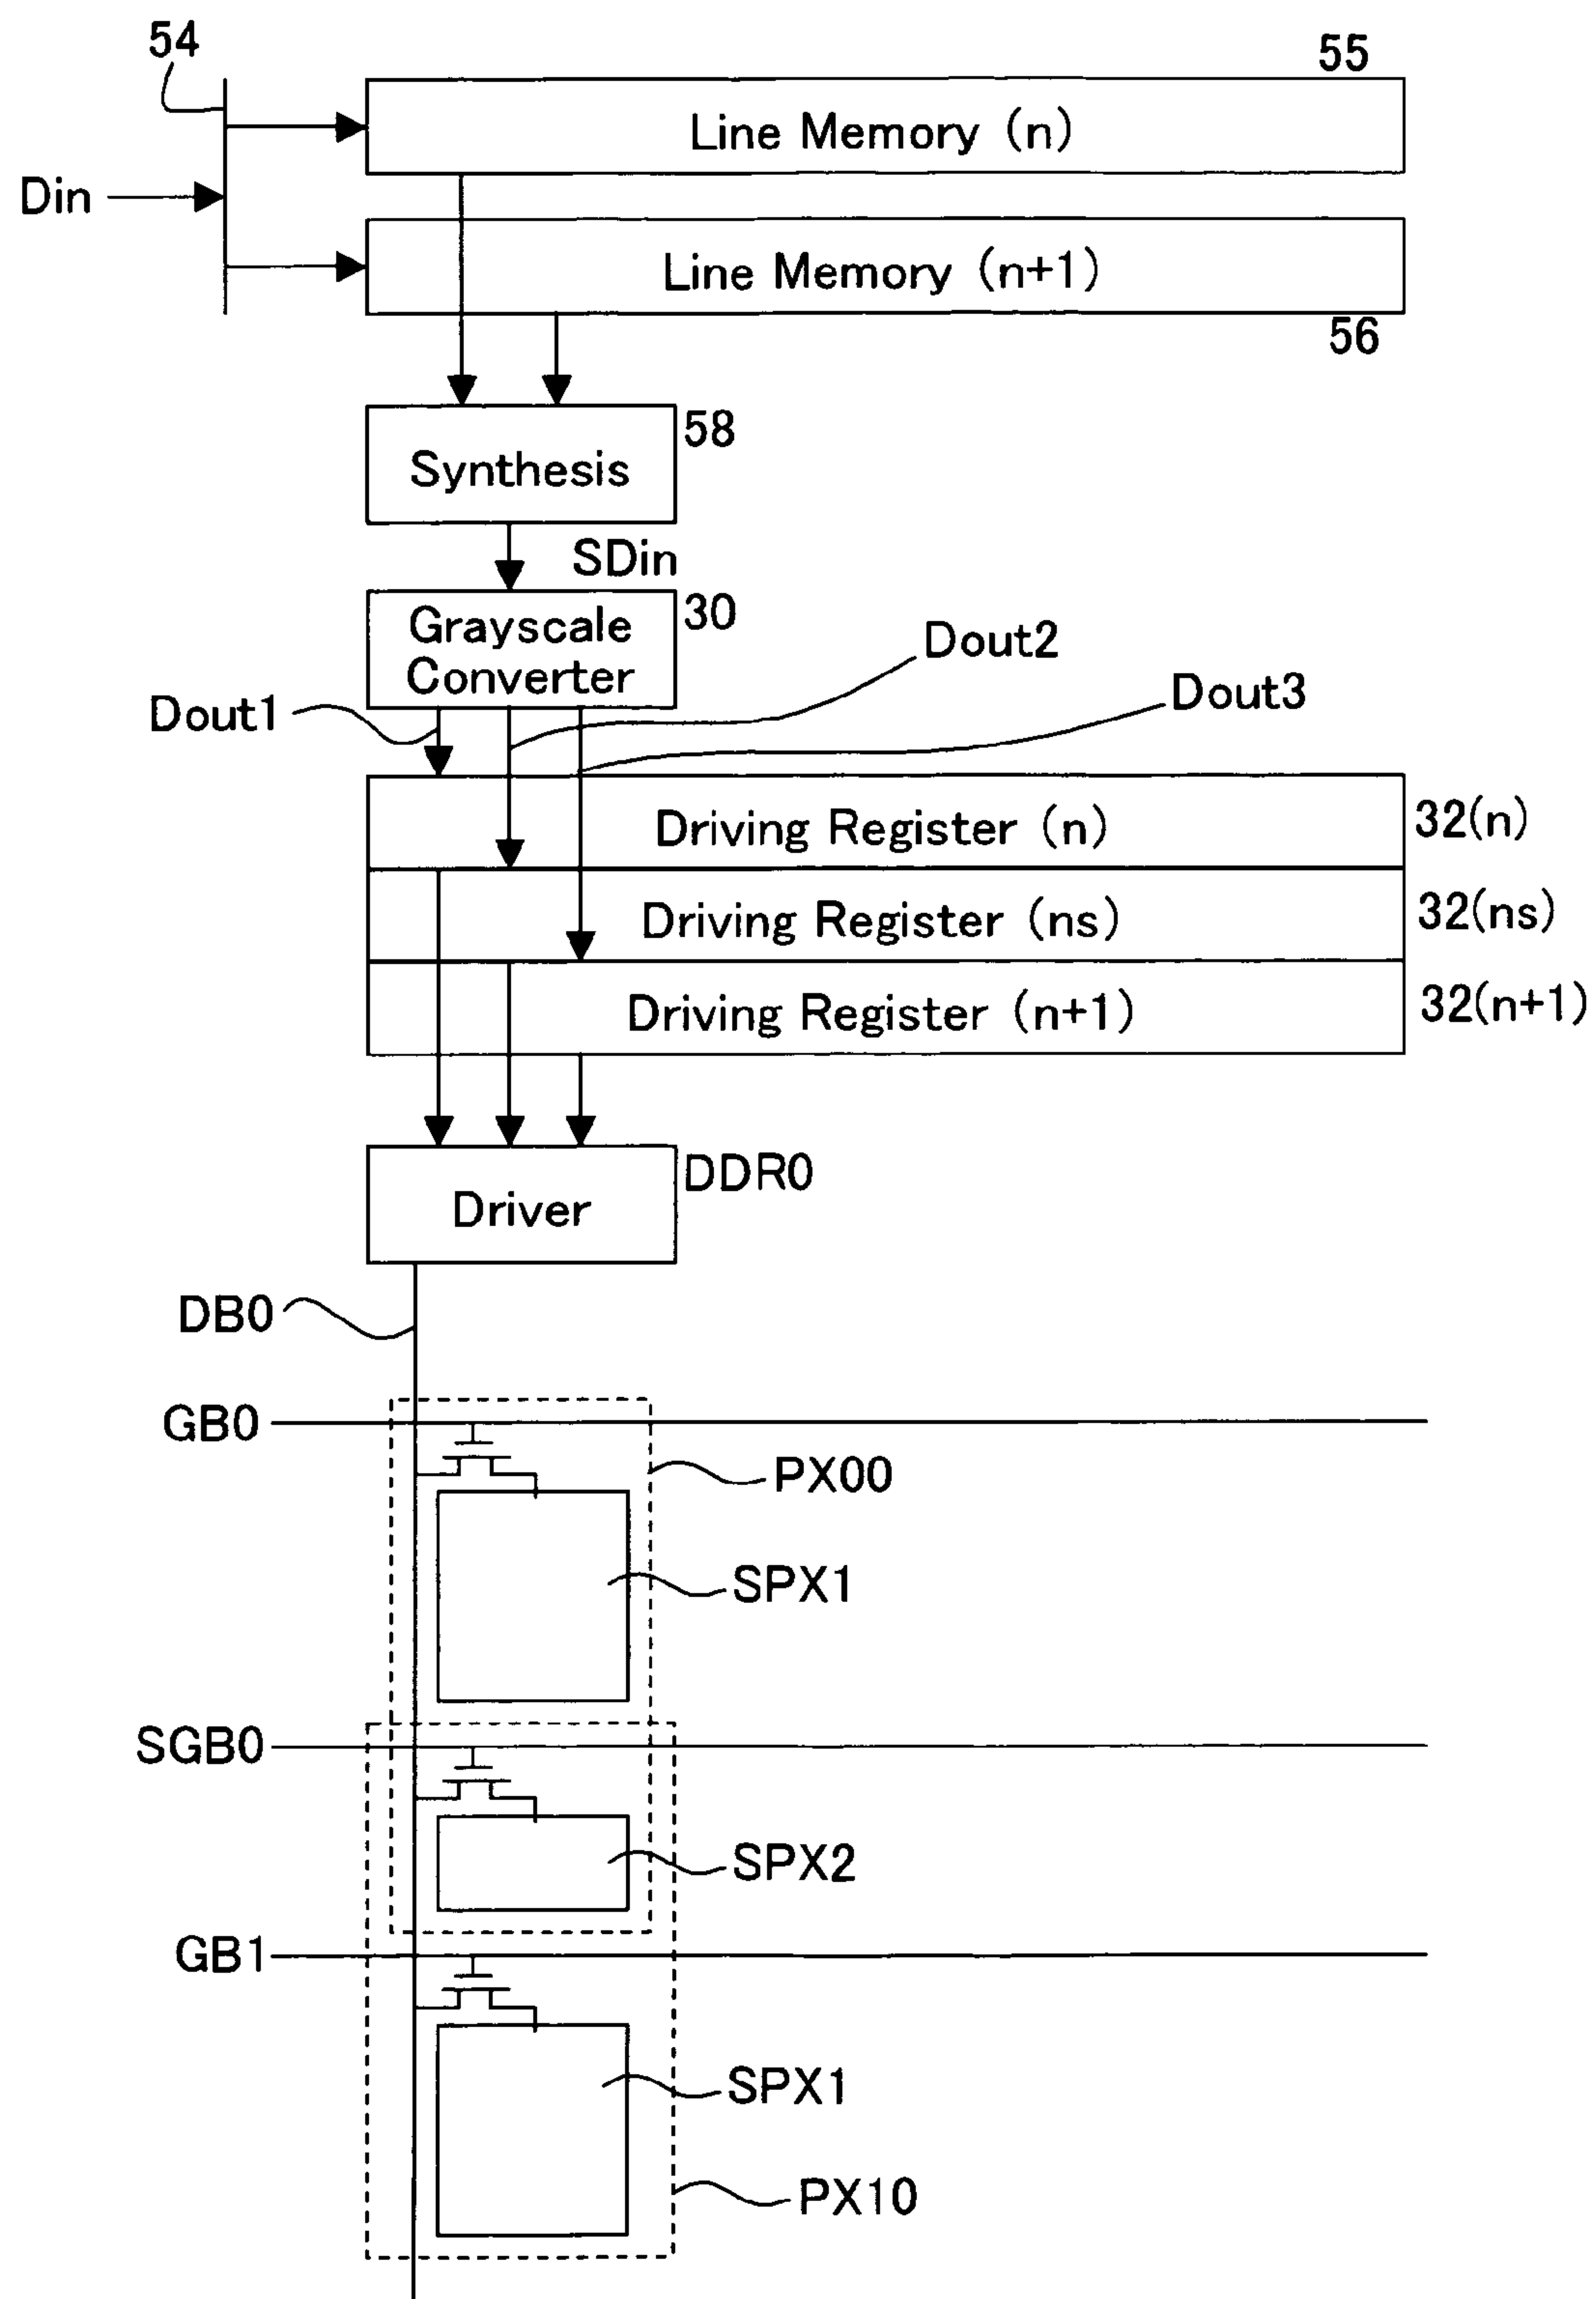 54
55
Line Memory (n)
Din
Line Memory (n+1)
56
58
Synthesis
SDin
30
Grayscale
Converter
Dout2
Dout3
Dout1
Driving Register (n)
32(n)
Driving Register (ns)
32(ns)
Driving Register (n+1)
32(n+1)
DDR0
Driver
DB0
GB0
PX00
SPX1
SGB0
SPX2
GB1
SPX1
PX10